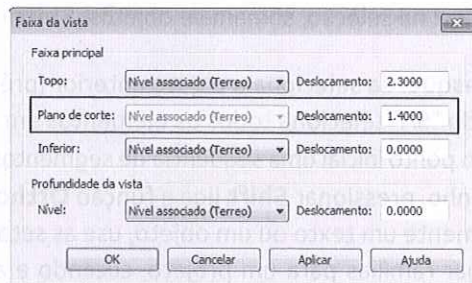 Faixa da vista
Faixa principal
Topo: Nível associado (Terreo) Deslocamento: 2.3000
Plano de corte: Nível associado (Terreo) Deslocamento: 1.4000
Inferior: Nível associado (Terreo) Deslocamento: 0.0000
Profundidade da vista
Nível: Nível associado (Terreo) Deslocamento: 0.0000
OK Cancelar Aplicar Ajuda